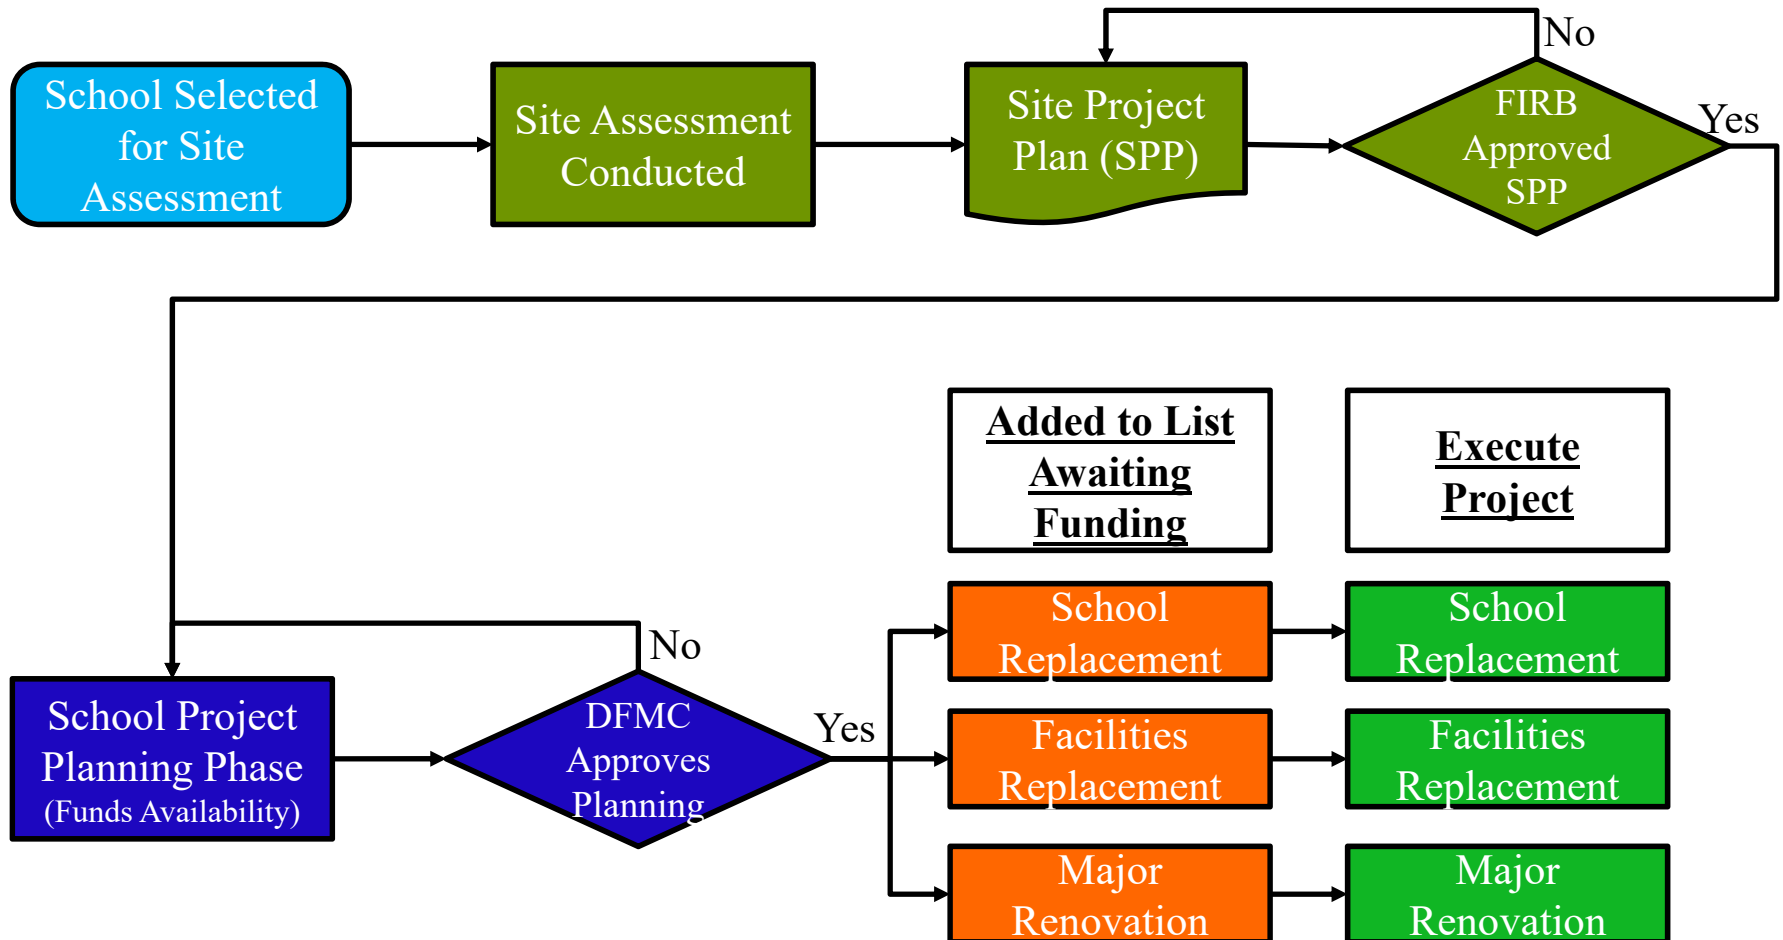 No
School Selected
for Site
Assessment
Site Assessment
Conducted
Site Project
Plan (SPP)
FIRB
Approved
SPP
Yes
Added to List
Awaiting
Funding
Execute
Project
School
Replacement
School
Replacement
No
School Project
Planning Phase
(Funds Availability)
DFMC
Approves
Planning
Yes
Facilities
Replacement
Facilities
Replacement
Major
Renovation
Major
Renovation